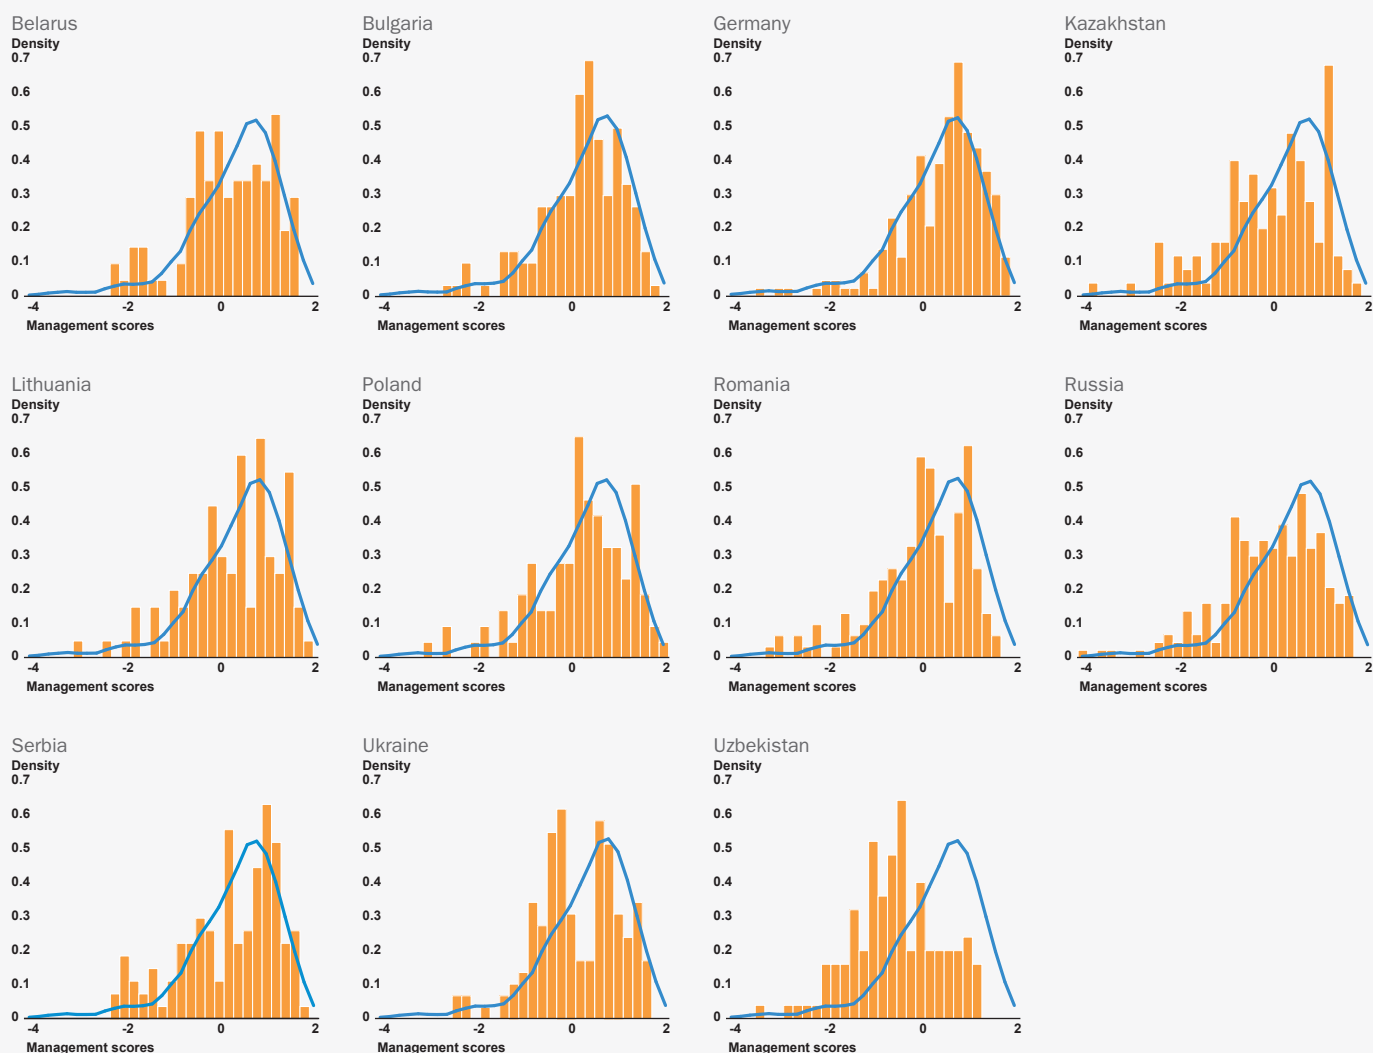 Belarus
Density
0.7
0.6
0.5
0.4
0.3
0.2
0.1
0
-4 -2 0 2
Management scores
Bulgaria
Density
0.7
0.6
0.5
0.4
0.3
0.2
0.1
0
-4 -2 0 2
Management scores
Germany
Density
0.7
0.6
0.5
0.4
0.3
0.2
0.1
0
-4 -2 0 2
Management scores
Kazakhstan
Density
0.7
0.6
0.5
0.4
0.3
0.2
0.1
0
-4 -2 0 2
Management scores
Lithuania
Density
0.7
0.6
0.5
0.4
0.3
0.2
0.1
0
-4 -2 0 2
Management scores
Poland
Density
0.7
0.6
0.5
0.4
0.3
0.2
0.1
0
-4 -2 0 2
Management scores
Romania
Density
0.7
0.6
0.5
0.4
0.3
0.2
0.1
0
-4 -2 0 2
Management scores
Russia
Density
0.7
0.6
0.5
0.4
0.3
0.2
0.1
0
-4 -2 0 2
Management scores
Serbia
Density
0.7
0.6
0.5
0.4
0.3
0.2
0.1
0
-4 -2 0 2
Management scores
Ukraine
Density
0.7
0.6
0.5
0.4
0.3
0.2
0.1
0
-4 -2 0 2
Management scores
Uzbekistan
Density
0.7
0.6
0.5
0.4
0.3
0.2
0.1
0
-4 -2 0 2
Management scores